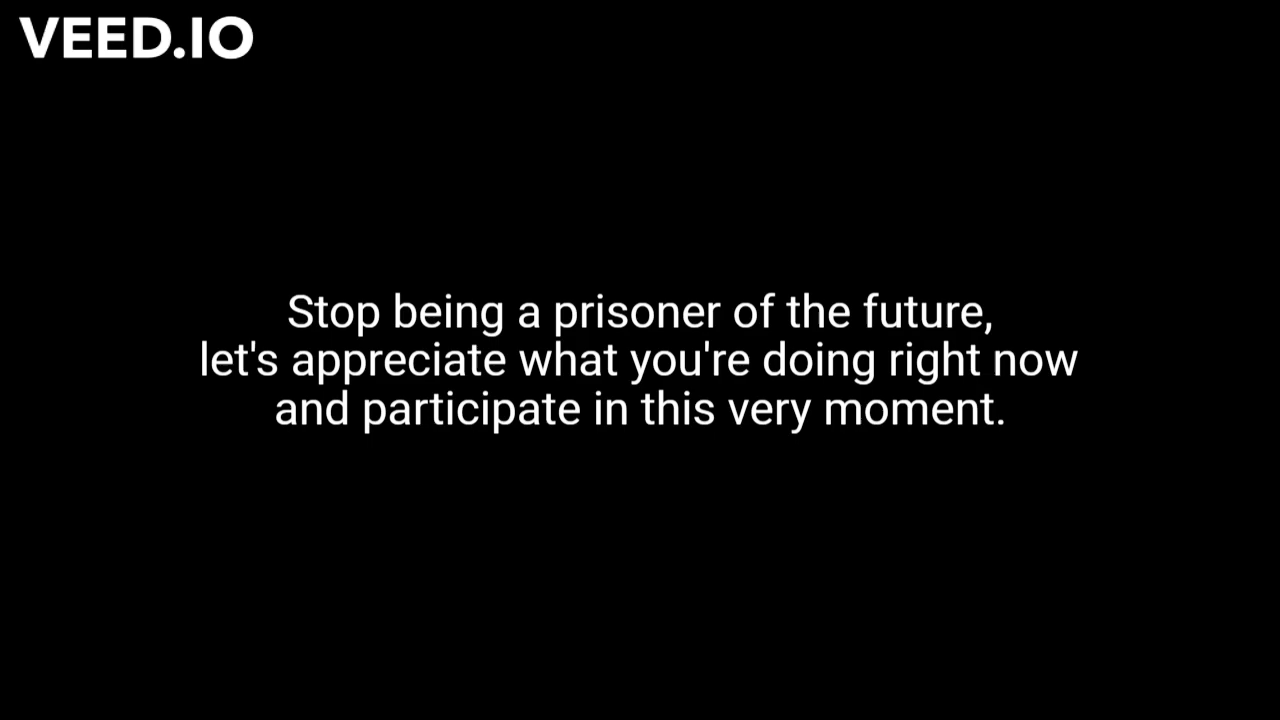 VEED.IO
Stop being a prisoner of the future,
let's appreciate what you're doing right now
and participate in this very moment.